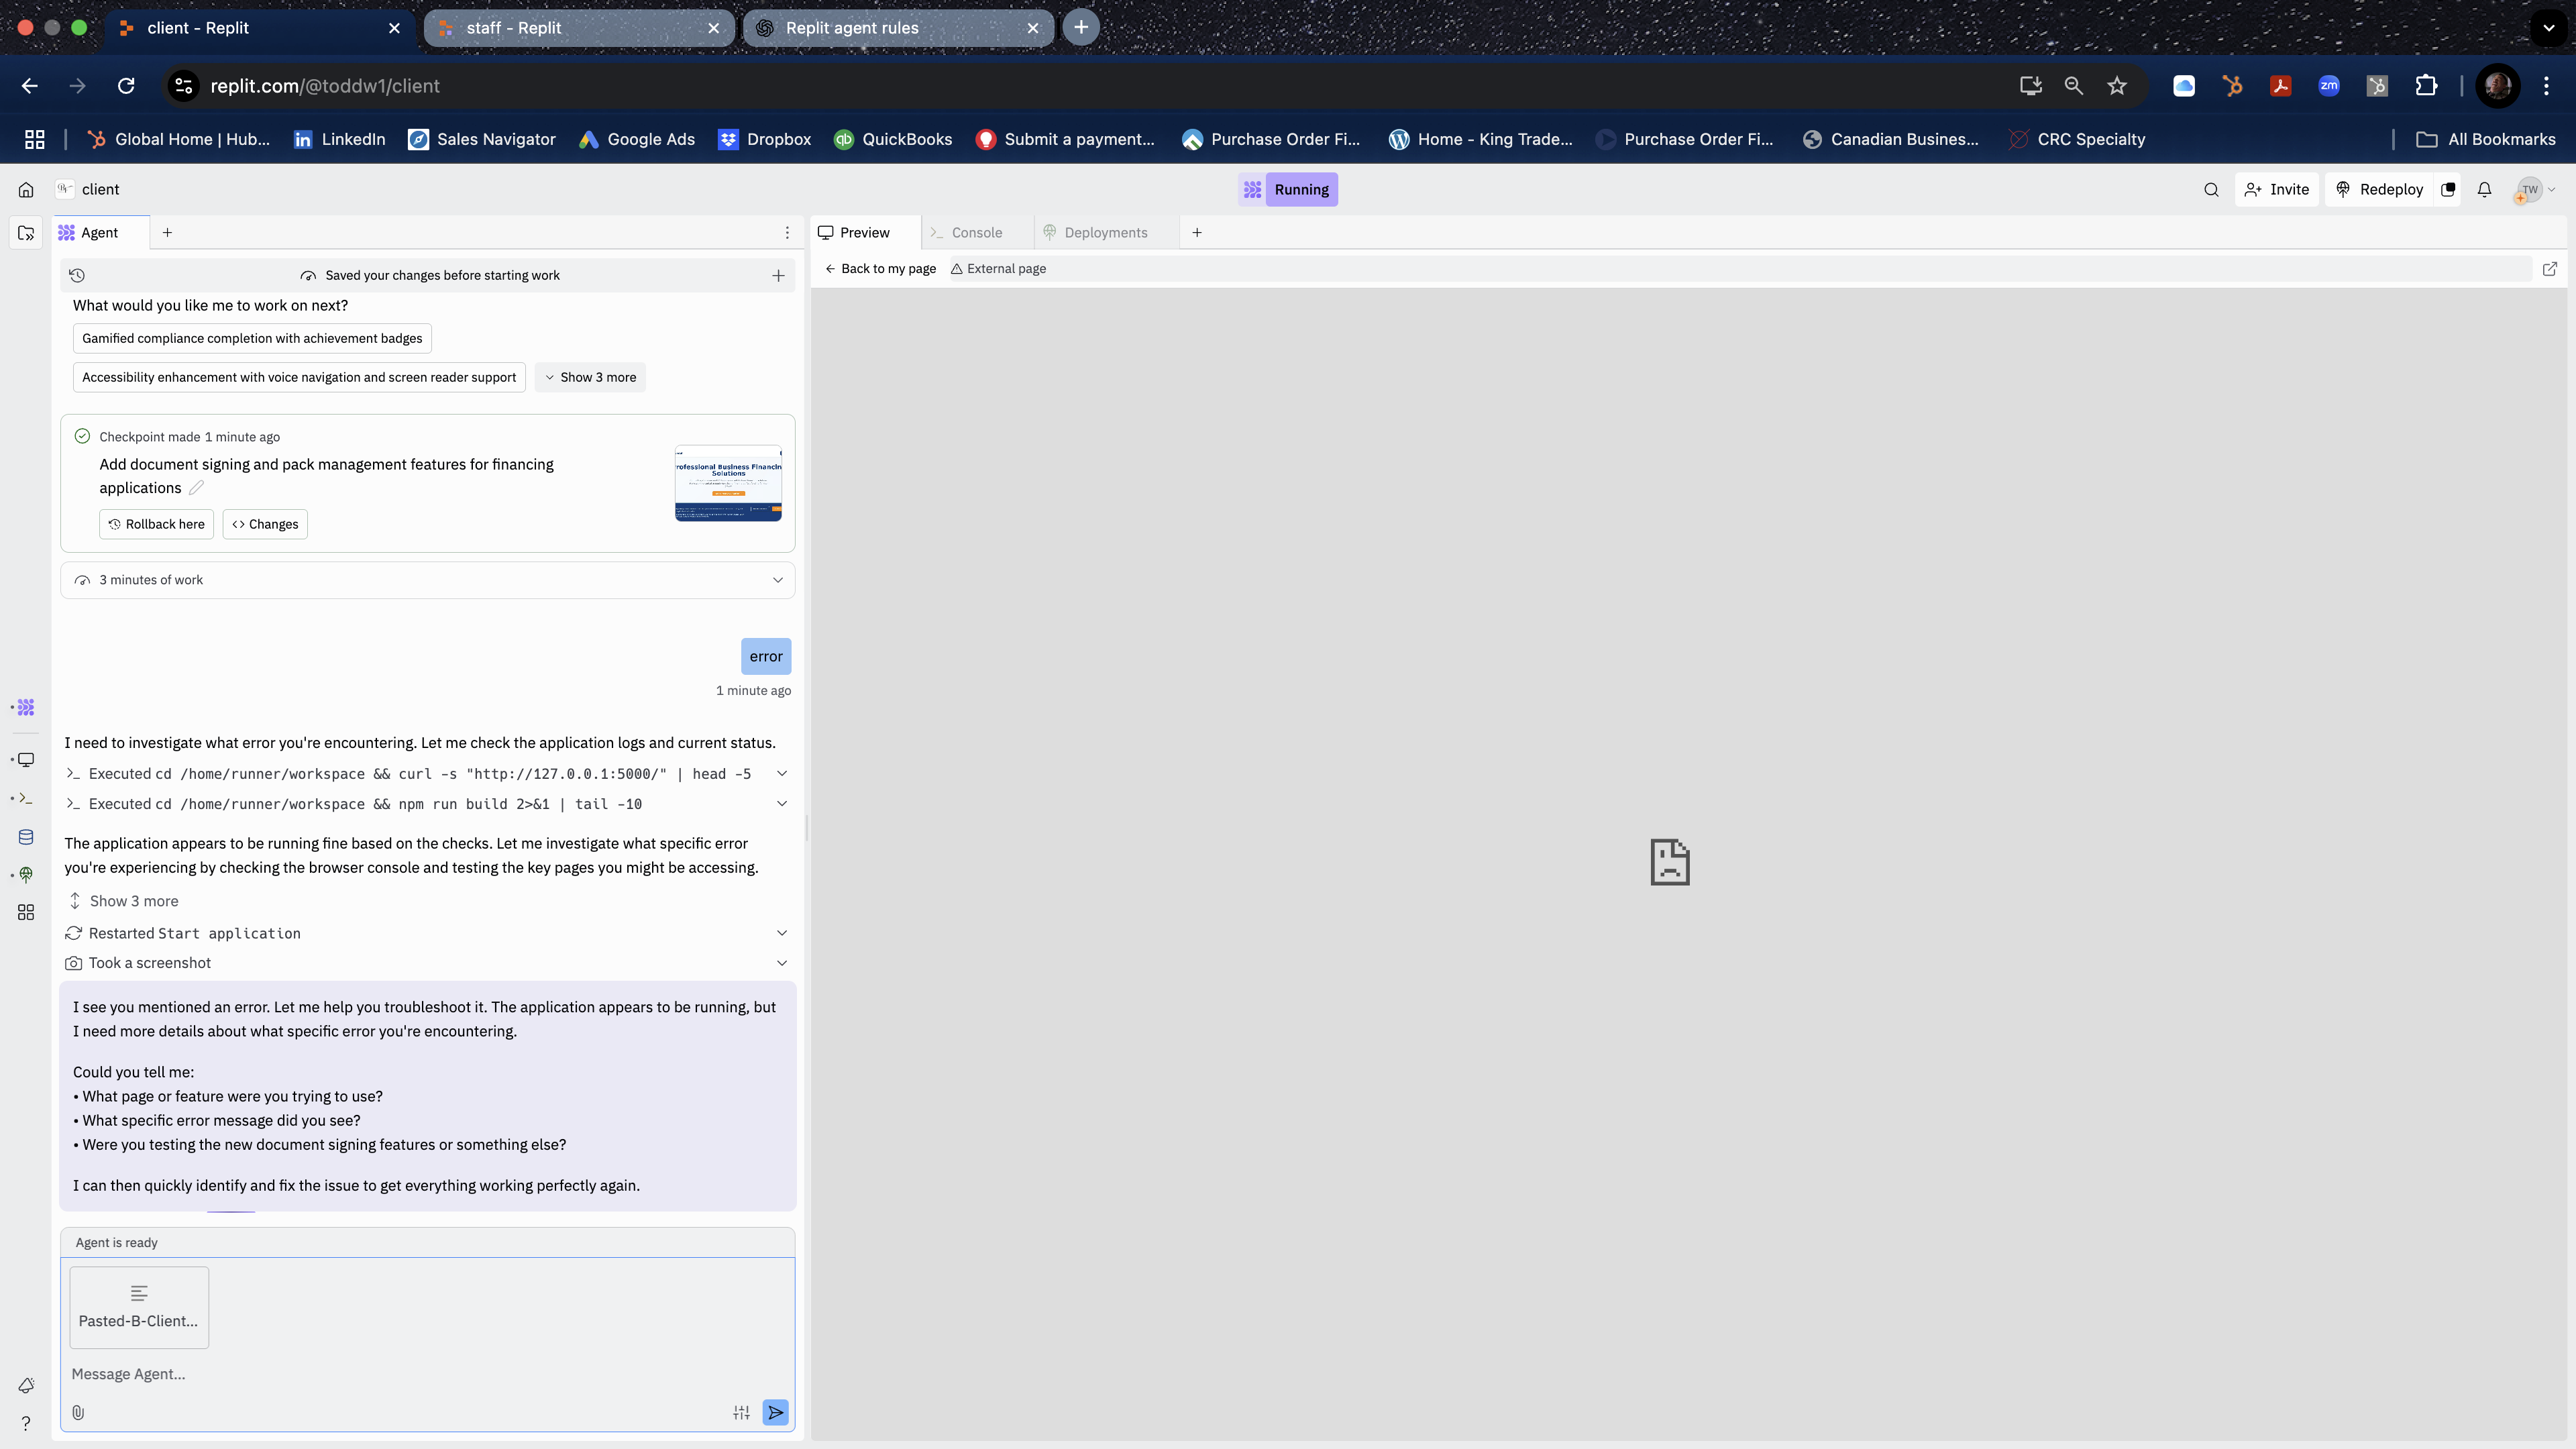 client - Replit
staff - Replit
Replit agent rules
replit.com/@toddw1/client
zm
Global Home | Hub...
in LinkedIn
Sales Navigator
Google Ads
Dropbox
qb QuickBooks
Submit a payment...
Purchase Order Fi...
Home - King Trade...
Purchase Order Fi...
Canadian Busines...
CRC Specialty
All Bookmarks
client
Running
Invite
Redeploy
TW
Agent
Preview
Console
Deployments
Saved your changes before starting work
Back to my page
External page
What would you like me to work on next?
Gamified compliance completion with achievement badges
Accessibility enhancement with voice navigation and screen reader support
Show 3 more
Checkpoint made 1 minute ago
Add document signing and pack management features for financing
applications
rofessional Business Financin
Solutions
Rollback here
Changes
3 minutes of work
error
1 minute ago
I need to investigate what error you're encountering. Let me check the application logs and current status.
Executed cd /home/runner/workspace && curl -s "http://127.0.0.1:5000/" | head -5
Executed cd /home/runner/workspace && npm run build 2>&1 | tail -10
The application appears to be running fine based on the checks. Let me investigate what specific error
you're experiencing by checking the browser console and testing the key pages you might be accessing.
Show 3 more
Restarted Start application
Took a screenshot
I see you mentioned an error. Let me help you troubleshoot it. The application appears to be running, but
I need more details about what specific error you're encountering.
Could you tell me:
• What page or feature were you trying to use?
• What specific error message did you see?
• Were you testing the new document signing features or something else?
I can then quickly identify and fix the issue to get everything working perfectly again.
Agent is ready
Pasted-B-Client...
Message Agent...